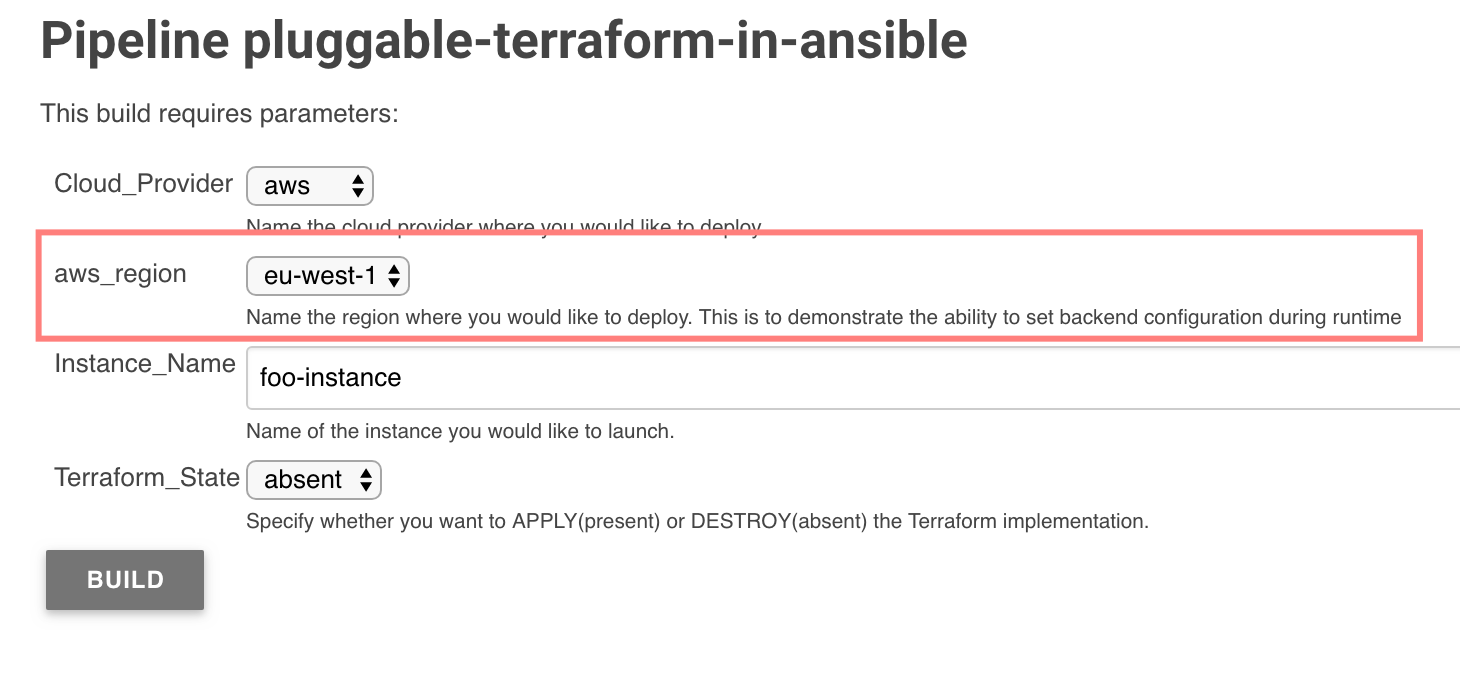 Pipeline pluggable-terraform-in-ansible
This build requires parameters:
Cloud_Provider aws
Name the cloud provider where you would like to deploy
aws_region eu-west-1
Name the region where you would like to deploy. This is to demonstrate the ability to set backend configuration during runtime
Instance_Name foo-instance
Name of the instance you would like to launch.
Terraform_State absent
Specify whether you want to APPLY(present) or DESTROY(absent) the Terraform implementation.
BUILD